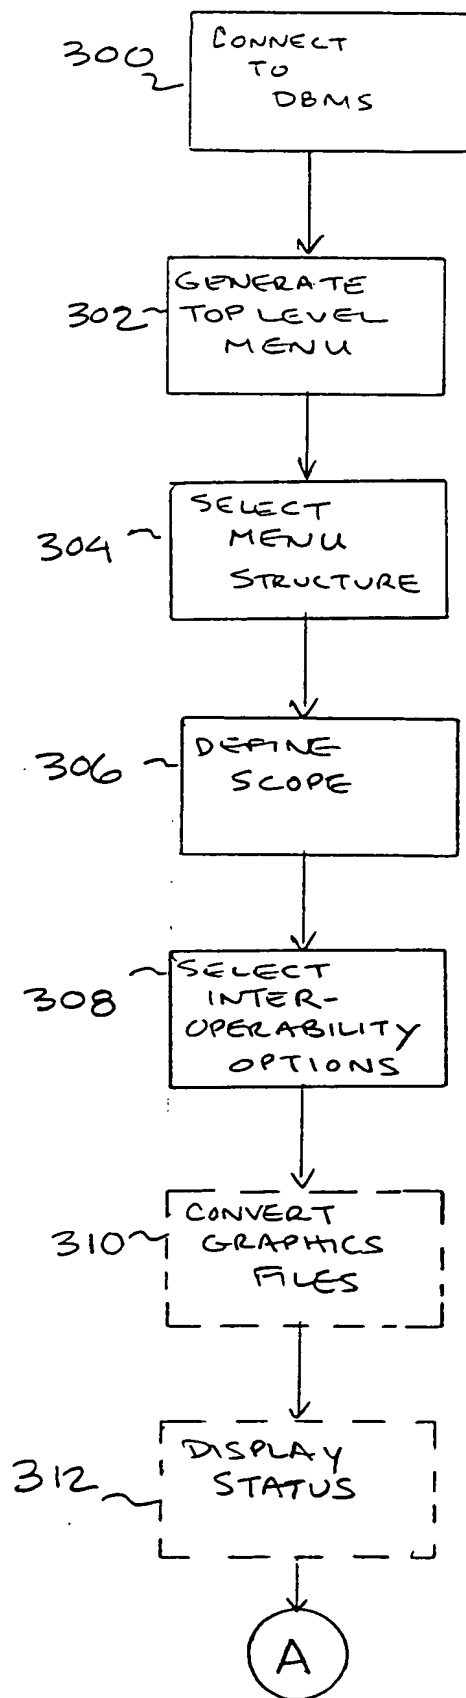 300
CONNECT
TO
DBMS
302
GENERATE
TOP LEVEL
MENU
304
SELECT
MENU
STRUCTURE
306
DEFINE
SCOPE
308
SELECT
INTER-
OPERABILITY
OPTIONS
310
CONVERT
GRAPHICS
FILES
312
DISPLAY
STATUS
A